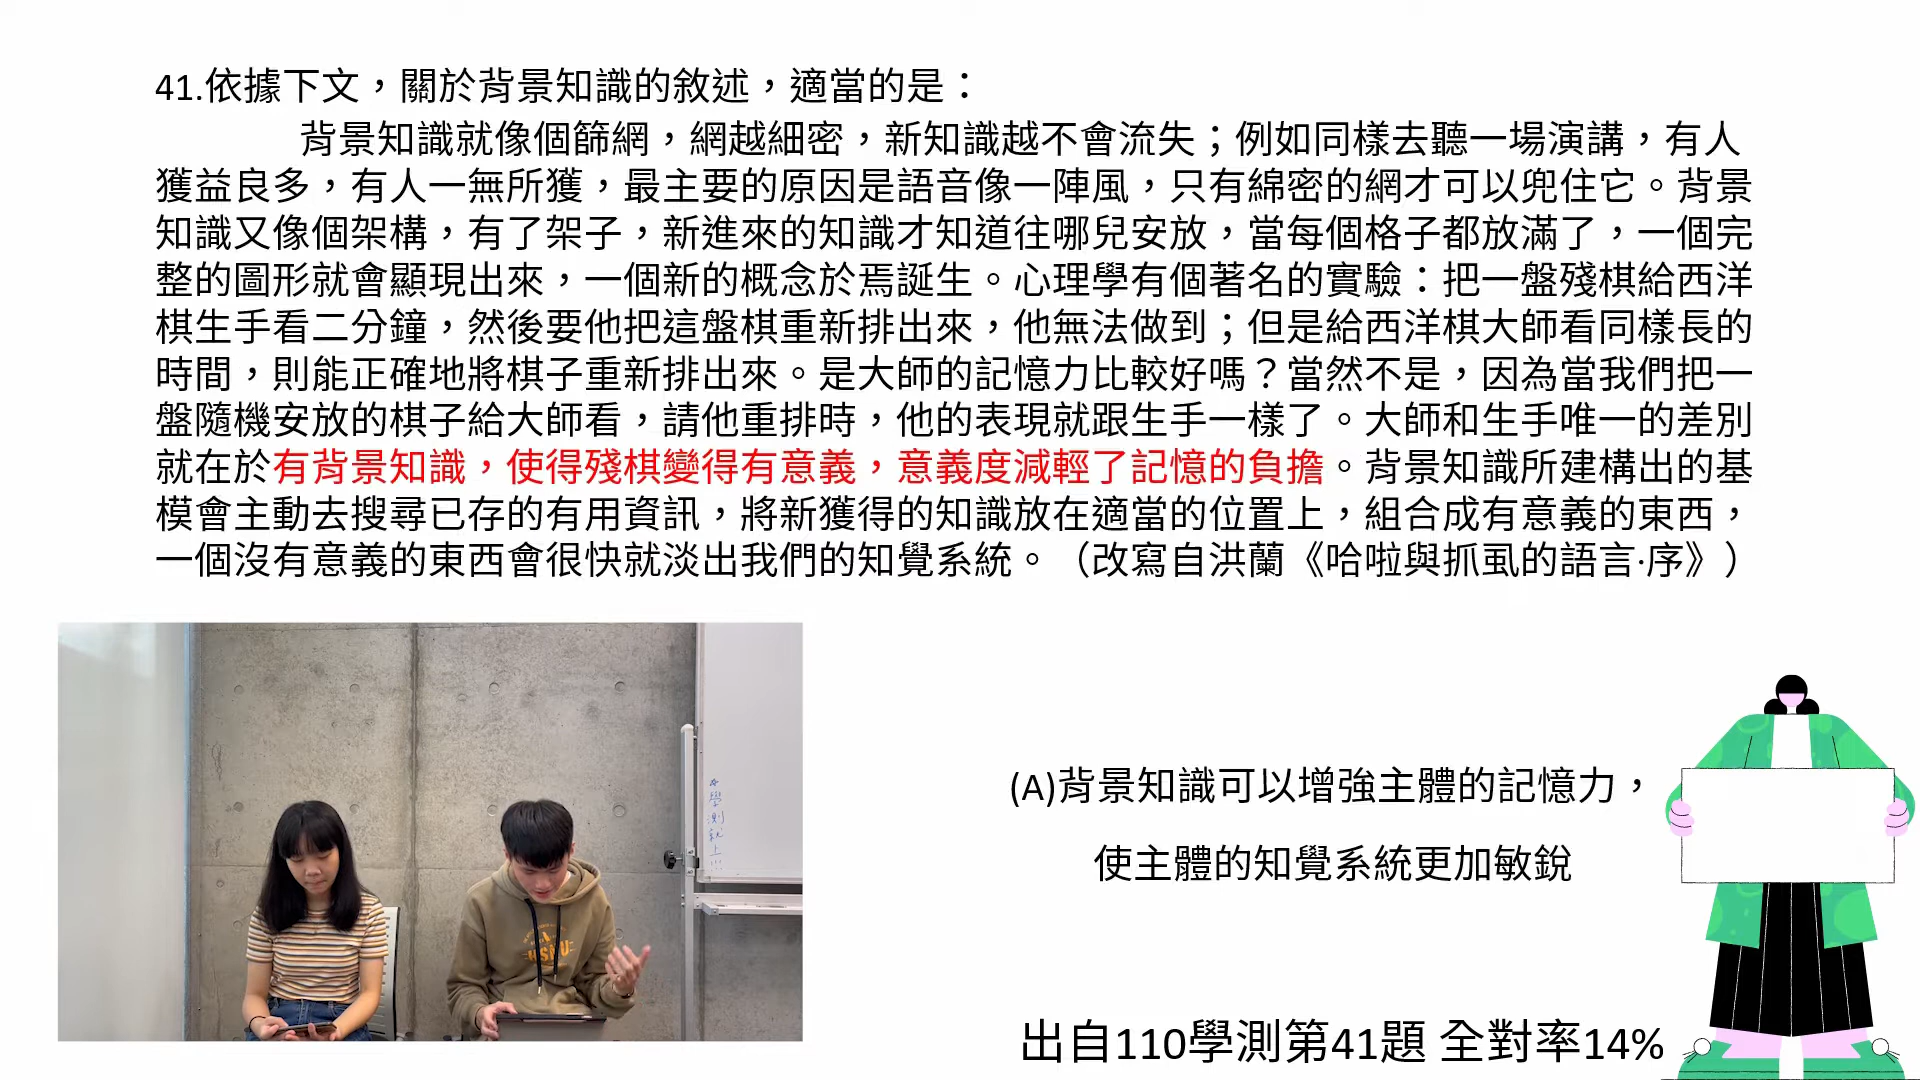 41.依據下文，關於背景知識的敘述，適當的是：
背景知識就像個篩網，網越細密，新知識越不會流失；例如同樣去聽一場演講，有人
獲益良多，有人一無所獲，最主要的原因是語音像一陣風，只有綿密的網才可以兜住它。背景
知識又像個架構，有了架子，新進來的知識才知道往哪兒安放，當每個格子都放滿了，一個完
整的圖形就會顯現出來，一個新的概念於焉誕生。心理學有個著名的實驗：把一盤殘棋給西洋
棋生手看二分鐘，然後要他把這盤棋重新排出來，他無法做到；但是給西洋棋大師看同樣長的
時間，則能正確地將棋子重新排出來。是大師的記憶力比較好嗎？當然不是，因為當我們把一
盤隨機安放的棋子給大師看，請他重排時，他的表現就跟生手一樣了。大師和生手唯一的差別
就在於有背景知識，使得殘棋變得有意義，意義度減輕了記憶的負擔。背景知識所建構出的基
模會主動去搜尋已存的有用資訊，將新獲得的知識放在適當的位置上，組合成有意義的東西，
一個沒有意義的東西會很快就淡出我們的知覺系統。（改寫自洪蘭《哈啦與抓虱的語言·序》）
(A)背景知識可以增強主體的記憶力，
使主體的知覺系統更加敏銳
出自110學測第41題 全對率14%